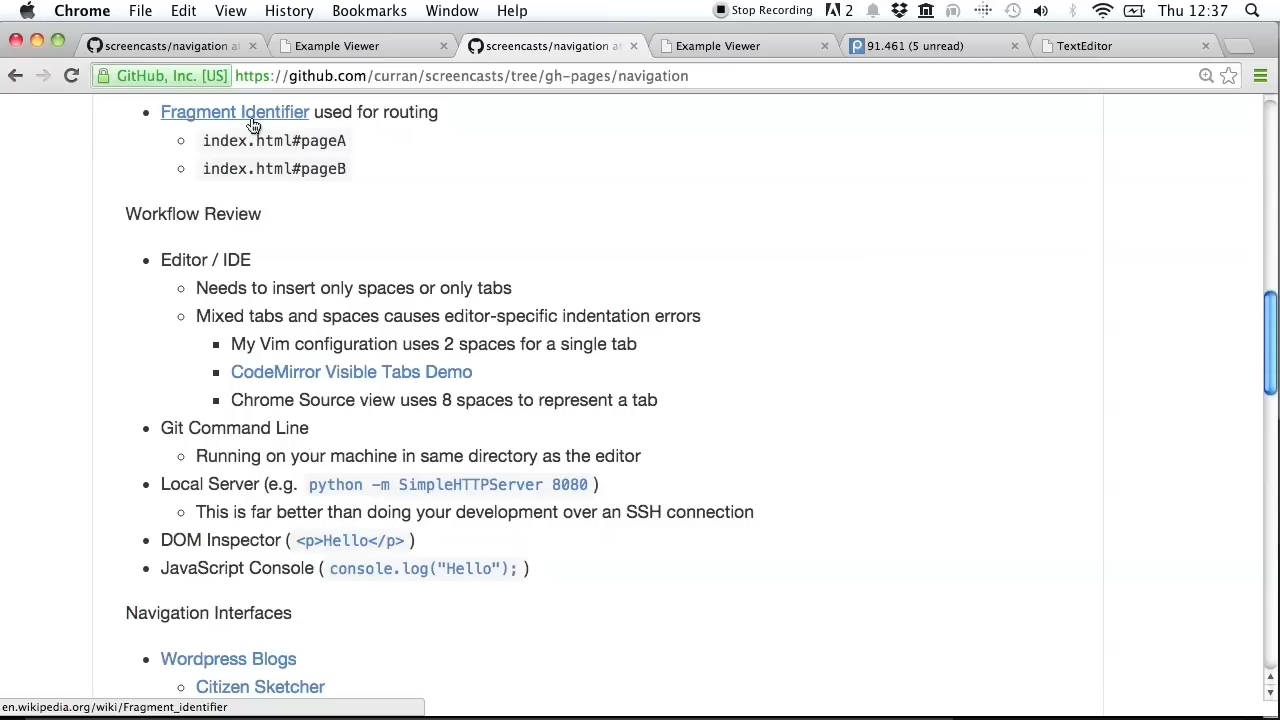 Chrome File Edit View History Bookmarks Window Help Stop Recording 2 Thu 12:37
screencasts/navigation a Example Viewer screencasts/navigation a Example Viewer 91.461 (5 unread) TextEditor
GitHub, Inc. [US] https://github.com/curran/screencasts/tree/gh-pages/navigation
Fragment Identifier used for routing
index.html#pageA
index.html#pageB
Workflow Review
Editor / IDE
Needs to insert only spaces or only tabs
Mixed tabs and spaces causes editor-specific indentation errors
My Vim configuration uses 2 spaces for a single tab
CodeMirror Visible Tabs Demo
Chrome Source view uses 8 spaces to represent a tab
Git Command Line
Running on your machine in same directory as the editor
Local Server (e.g. python -m SimpleHTTPServer 8080 )
This is far better than doing your development over an SSH connection
DOM Inspector ( <p>Hello</p> )
JavaScript Console ( console.log("Hello"); )
Navigation Interfaces
Wordpress Blogs
Citizen Sketcher
en.wikipedia.org/wiki/Fragment_identifier